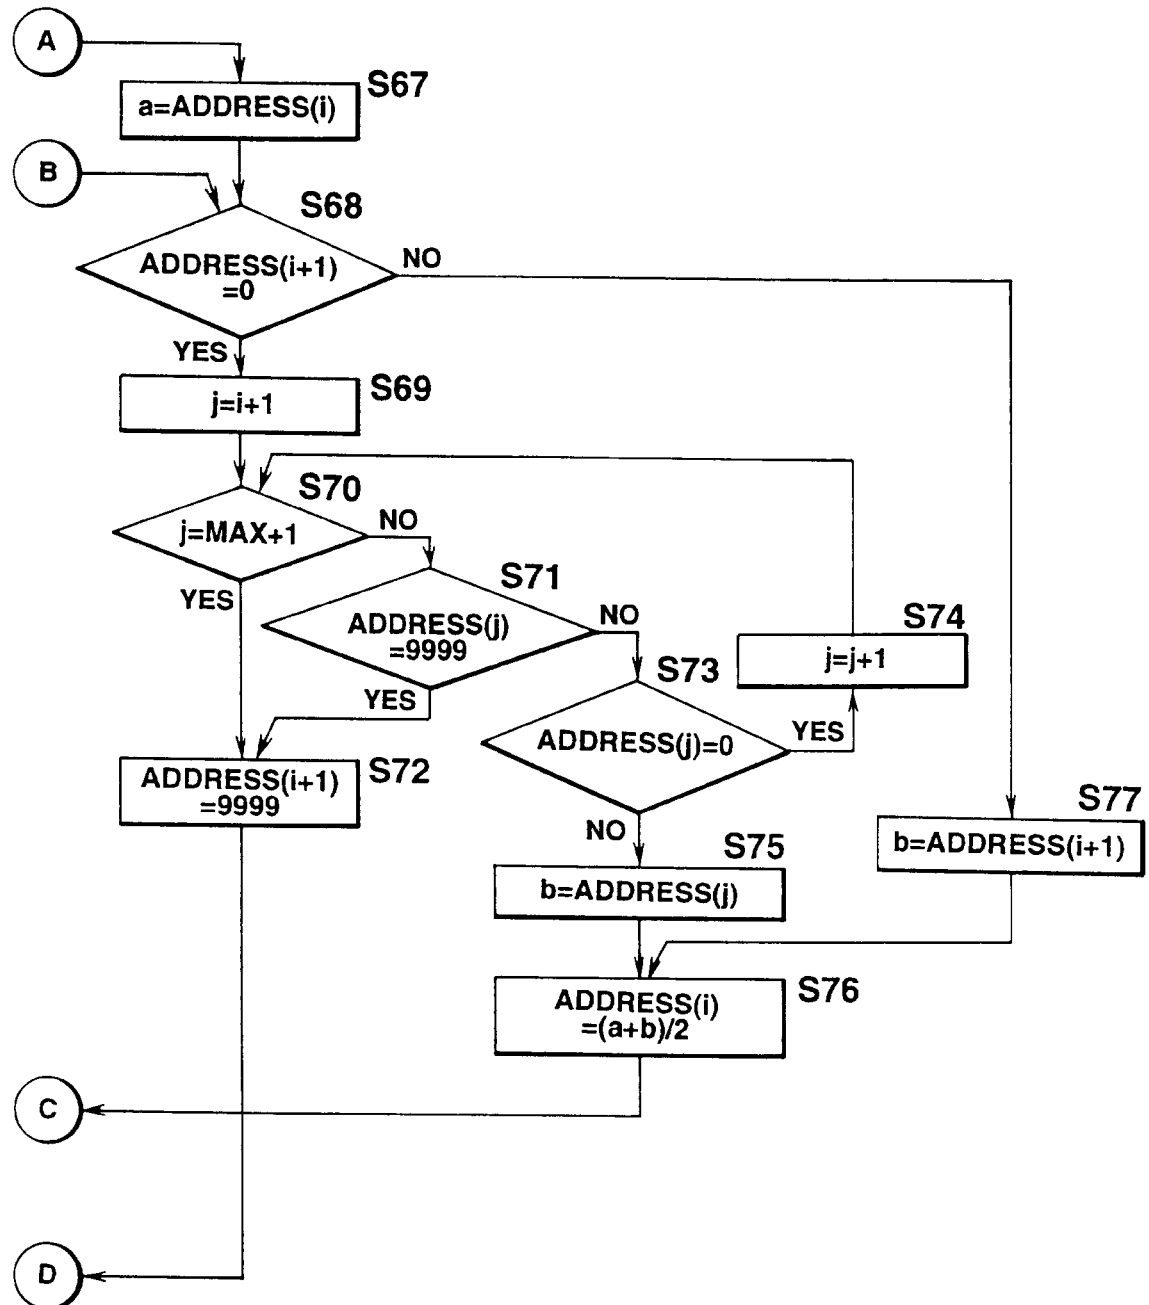 A
S67
a=ADDRESS(i)
B
S68
ADDRESS(i+1)
=0
NO
YES
S69
j=i+1
S70
j=MAX+1
NO
YES
S71
ADDRESS(j)
=9999
NO
YES
S74
j=j+1
S73
ADDRESS(j)=0
YES
NO
S72
ADDRESS(i+1)
=9999
S77
b=ADDRESS(i+1)
S75
b=ADDRESS(j)
S76
ADDRESS(i)
=(a+b)/2
C
D